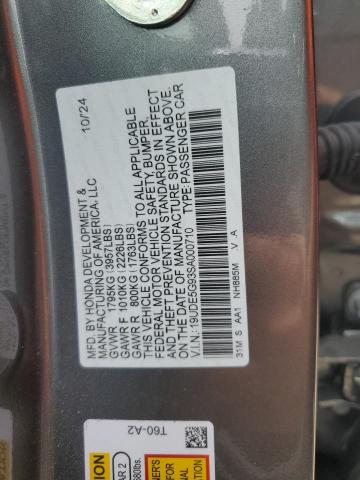 MFD. BY HONDA DEVELOPMENT & 10/'24
MANUFACTURING OF AMERICA, LLC
GVWR 1795KG (3957LBS)
GAWR F 1010KG (2226LBS)
GAWR R 800KG (1763LBS)
THIS VEHICLE CONFORMS TO ALL APPLICABLE
FEDERAL MOTOR VEHICLE SAFETY, BUMPER,
AND THEFT PREVENTION STANDARDS IN EFFECT
ON THE DATE OF MANUFACTURE SHOWN ABOVE.
V.I.N.: 19UDE5G93SA000710 TYPE:PASSENGER CAR
31M S AA1 NH885M V A
T60-A2